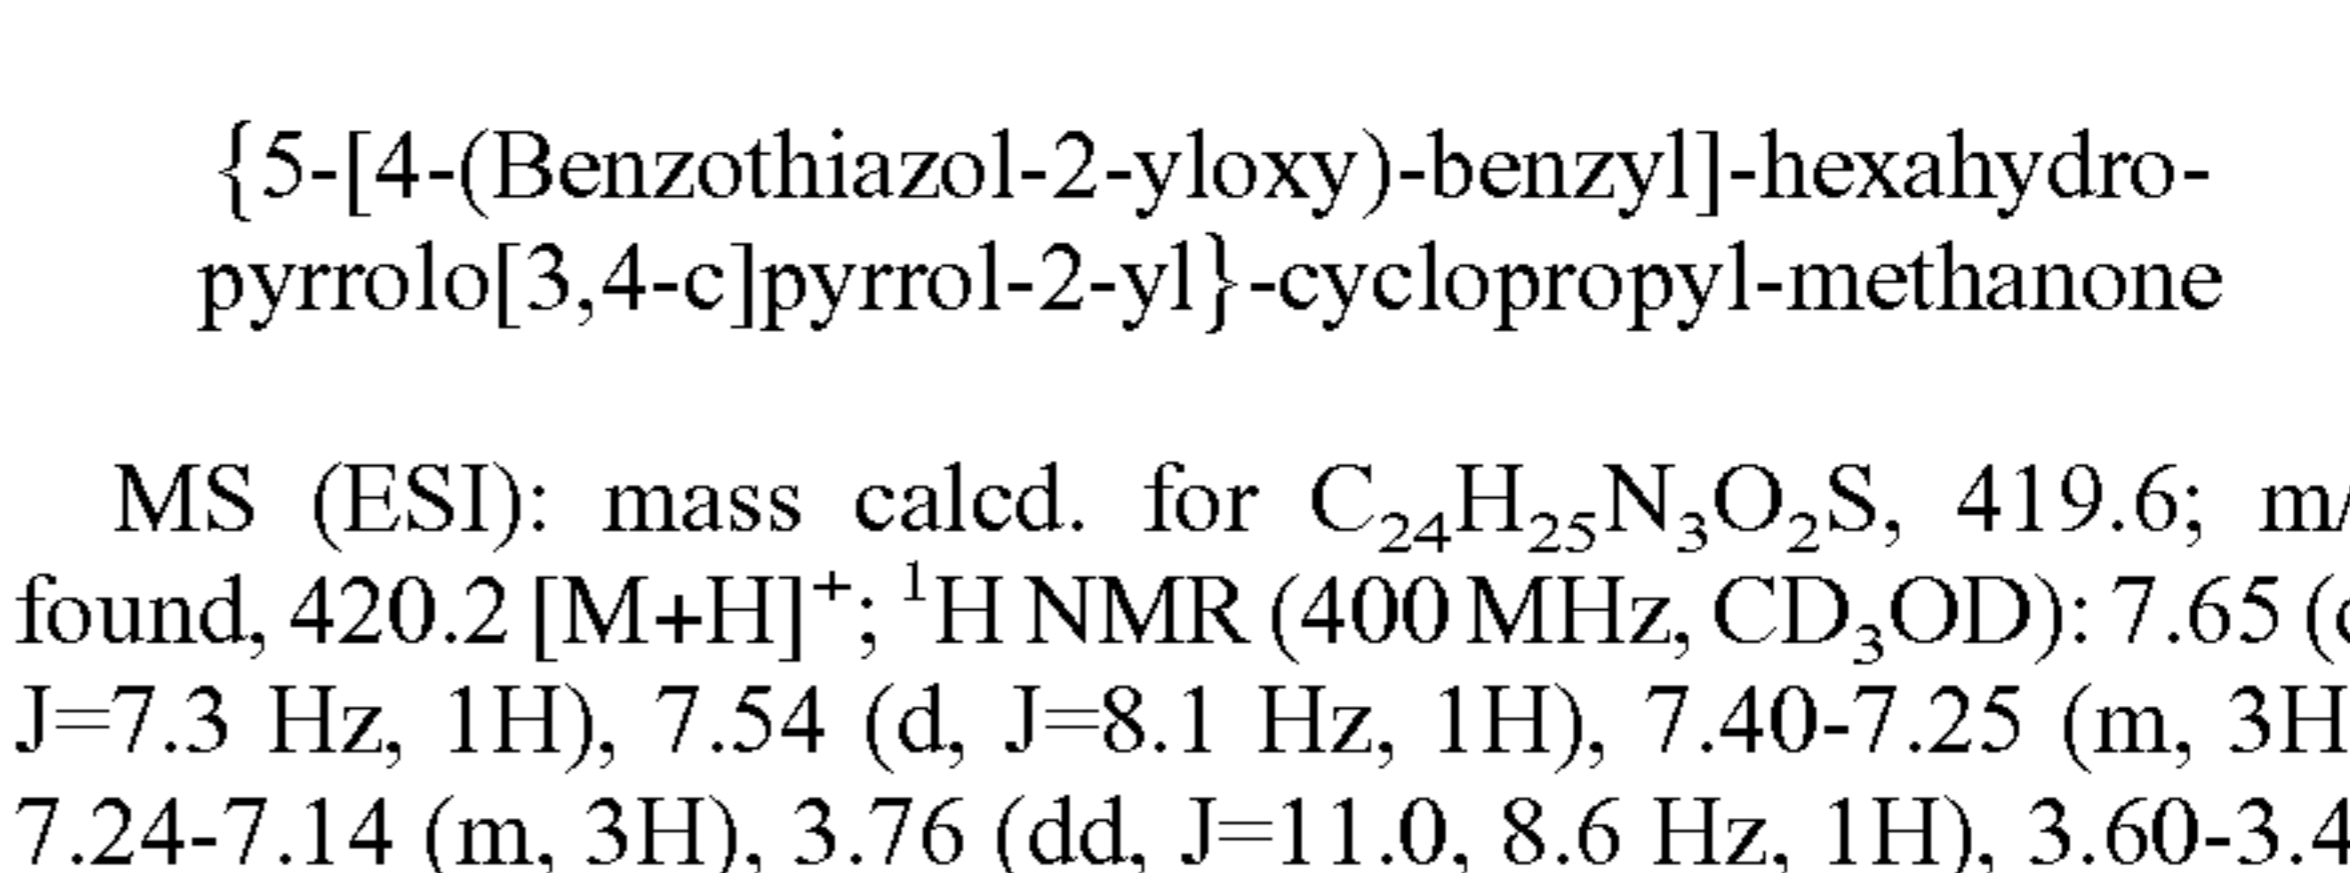 {5-[4-(Benzothiazol-2-yloxy)-benzyl]-hexahydro-
pyrrolo[3,4-c]pyrrol-2-yl}-cyclopropyl-methanone
MS (ESI): mass calcd. for C₂₄H₂₅N₃O₂S, 419.6; m/
found, 420.2 [M+H]⁺; ¹H NMR (400 MHz, CD₃OD): 7.65 (
J=7.3 Hz, 1H), 7.54 (d, J=8.1 Hz, 1H), 7.40-7.25 (m, 3H
7.24-7.14 (m, 3H), 3.76 (dd, J=11.0, 8.6 Hz, 1H), 3.60-3.4